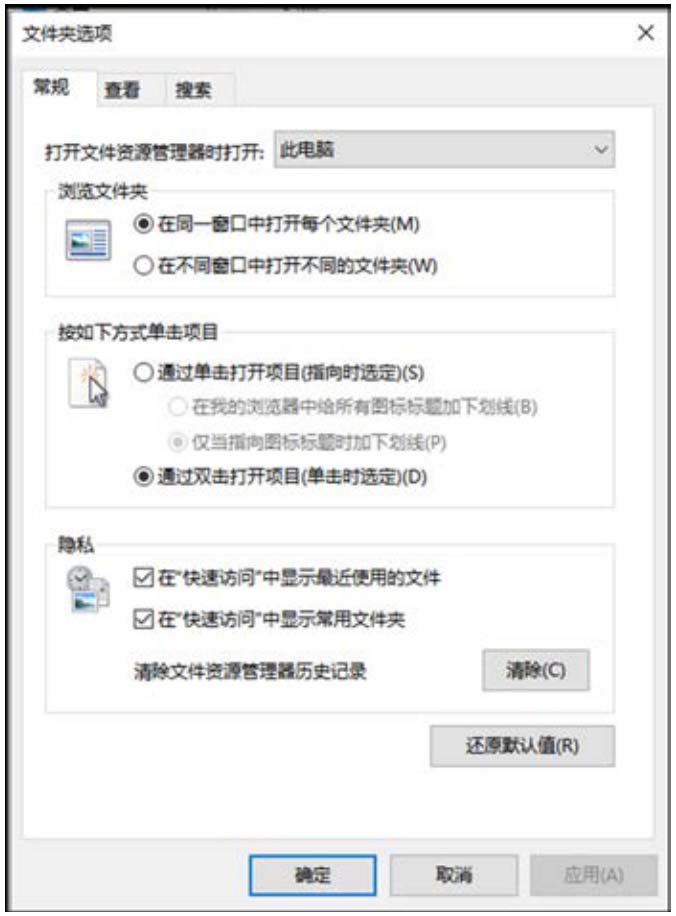 文件夹选项
常规 查看 搜索
打开文件资源管理器时打开: 此电脑
浏览文件夹
在同一窗口中打开每个文件夹(M)
在不同窗口中打开不同的文件夹(W)
按如下方式单击项目
通过单击打开项目(指向时选定)(S)
在我的浏览器中给所有图标标题加下划线(B)
仅当指向图标标题时加下划线(P)
通过双击打开项目(单击时选定)(D)
隐私
在"快速访问"中显示最近使用的文件
在"快速访问"中显示常用文件夹
清除文件资源管理器历史记录 清除(C)
还原默认值(R)
确定 取消 应用(A)